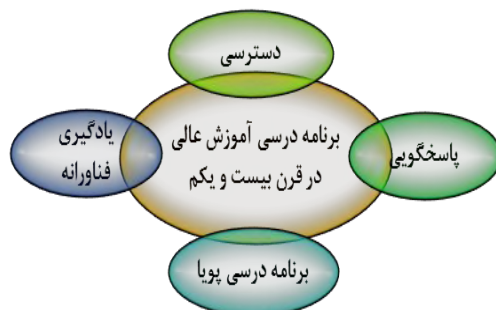 دسترسی
برنامه درسی آموزش عالی
در قرن بیست و یکم
پاسخگویی
یادگیری
فناورانه
برنامه درسی پویا